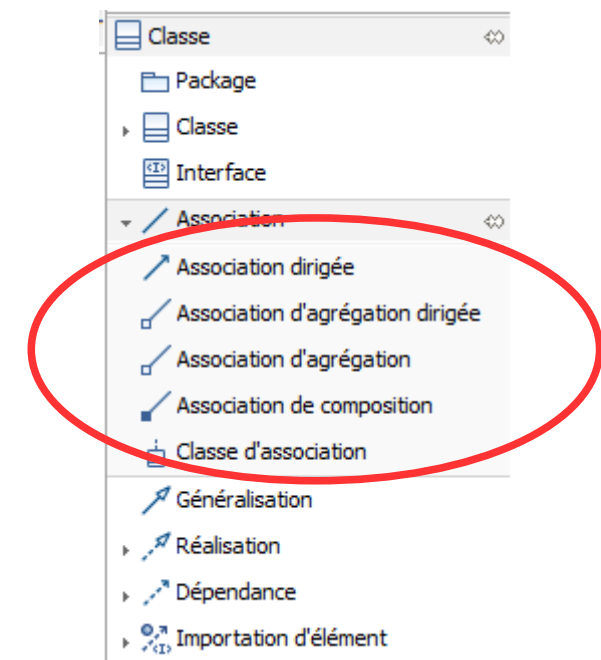 Classe
Package
Classe
<I>
Interface
Association
Association dirigée
Association d'agrégation dirigée
Association d'agrégation
Association de composition
Classe d'association
Généralisation
Réalisation
Dépendance
<I>
Importation d'élément